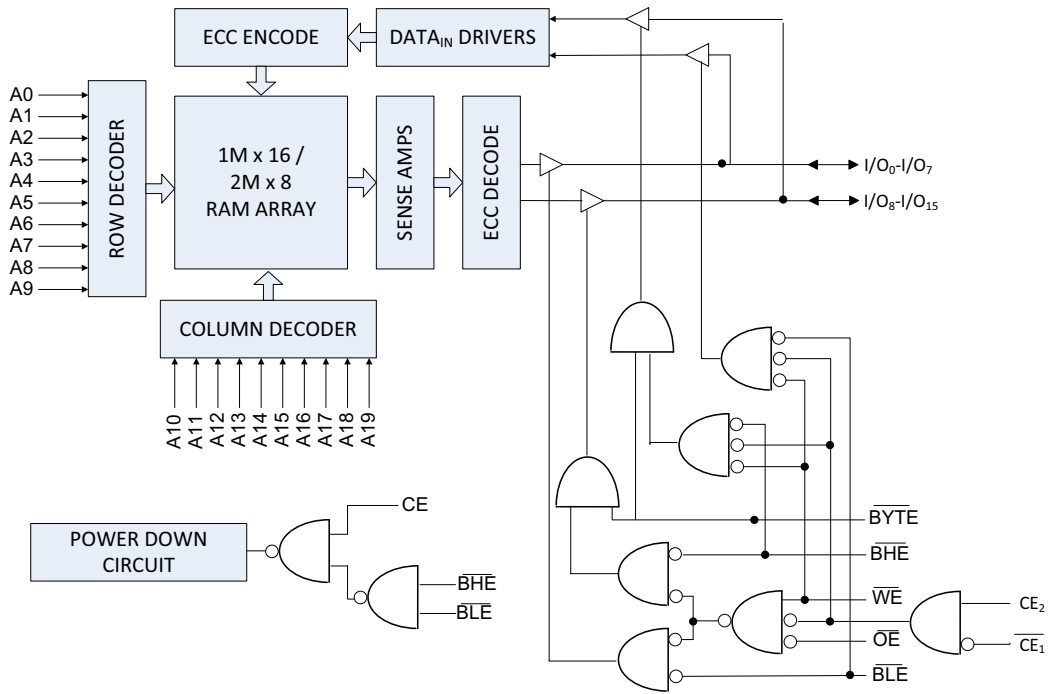 ECC ENCODE
DATAIN DRIVERS
A0
A1
A2
A3
A4
A5
A6
A7
A8
A9
ROW DECODER
1M x 16 /
2M x 8
RAM ARRAY
SENSE AMPS
ECC DECODE
I/O0-I/O7
I/O8-I/O15
COLUMN DECODER
A10
A11
A12
A13
A14
A15
A16
A17
A18
A19
POWER DOWN
CIRCUIT
CE
BHE
BLE
BYTE
BHE
WE
OE
BLE
CE2
CE1